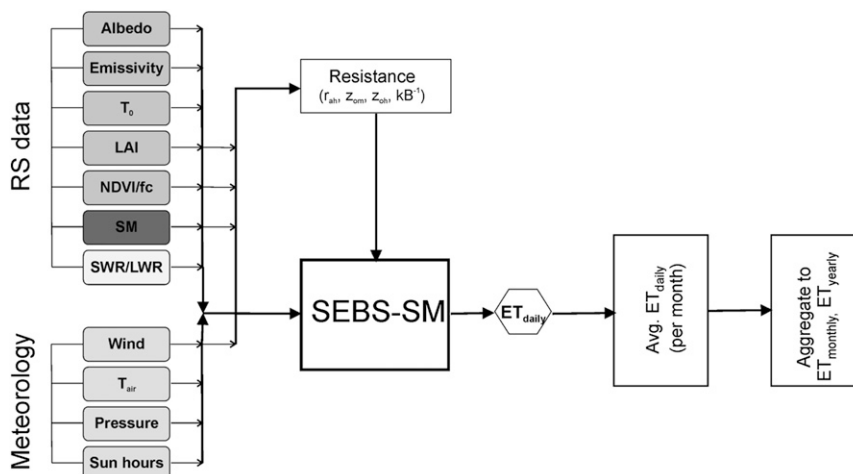 RS data
Albedo
Emissivity
T₀
LAI
NDVI/fc
SM
SWR/LWR
Meteorology
Wind
Tair
Pressure
Sun hours
Resistance
(rah, zom, zoh, kB⁻¹)
SEBS-SM
ETdaily
Avg. ETdaily
(per month)
Aggregate to
ETmonthly, ETyearly